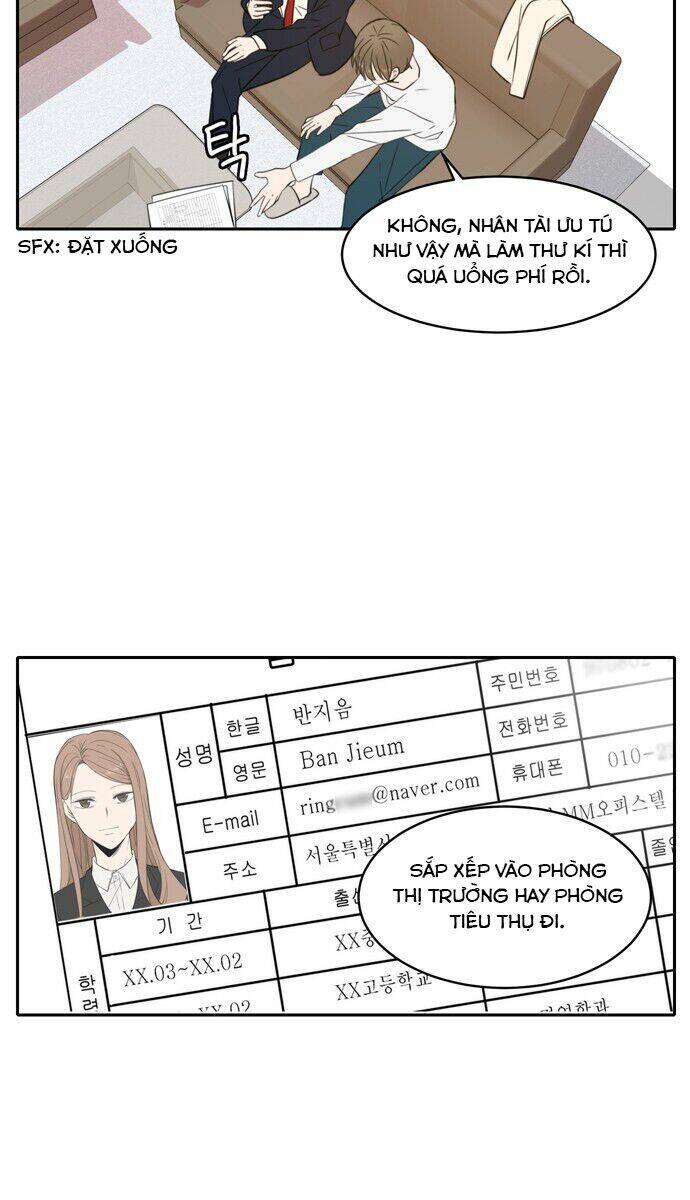 탁
SFX: ĐẶT XUỐNG
KHÔNG, NHÂN TÀI ƯU TÚ
NHƯ VẬY MÀ LÀM THƯ KÍ THÌ
QUÁ UỔNG PHÍ RỒI.
성명
한글
반지음
주민번호
영문
Ban Jieum
전화번호
E-mail
ring
@naver.com
휴대폰
010-
주소
서울특별시
MM오피스텔
기 간
XX.03~XX.02
XX고등학교
학력
SẮP XẾP VÀO PHÒNG
THỊ TRƯỜNG HAY PHÒNG
TIÊU THỤ ĐI.